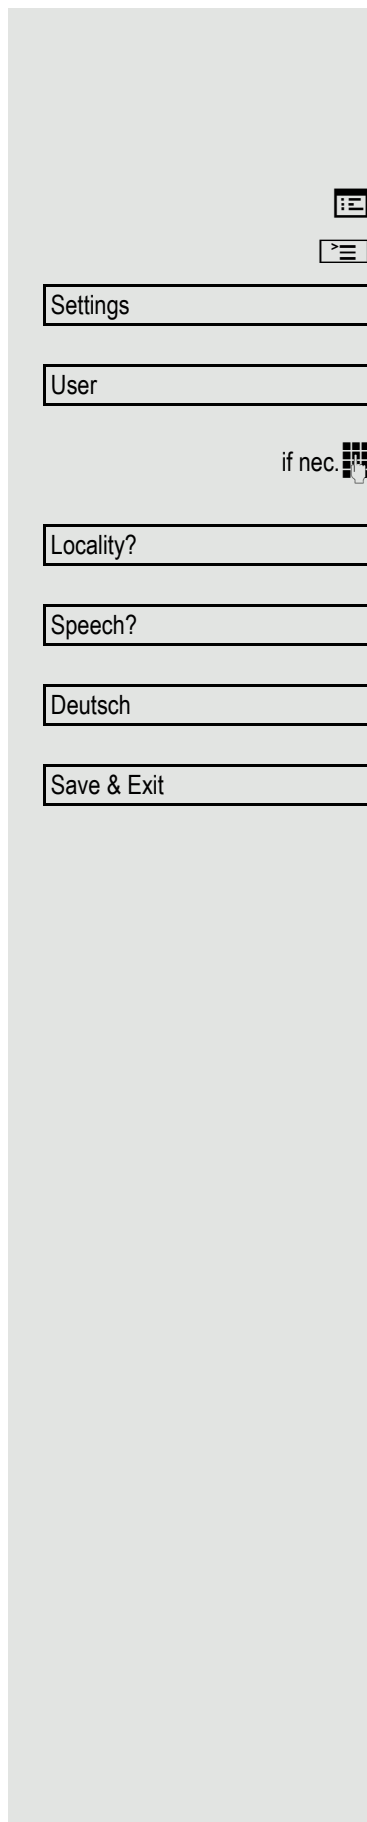 Settings
User
if nec.
Locality?
Speech?
Deutsch
Save & Exit